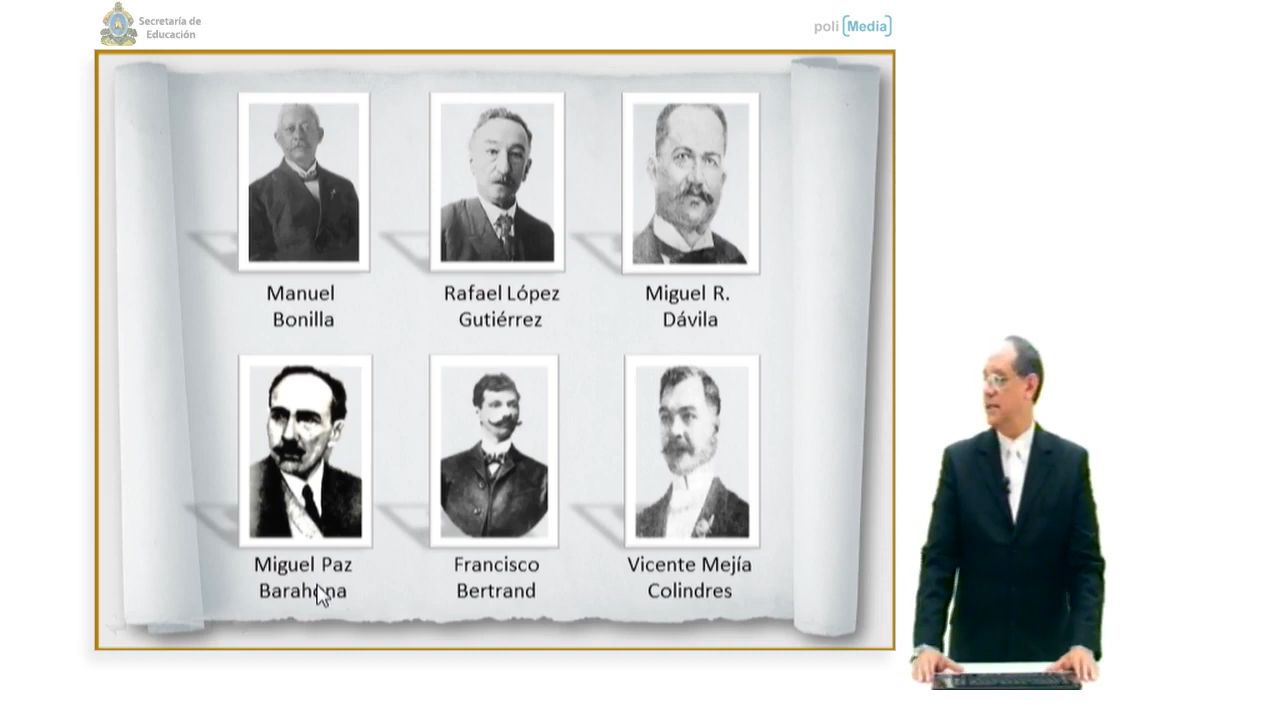 Secretaría de
Educación
poli [Media]
Manuel
Bonilla
Rafael López
Gutiérrez
Miguel R.
Dávila
Miguel Paz
Barahona
Francisco
Bertrand
Vicente Mejía
Colindres